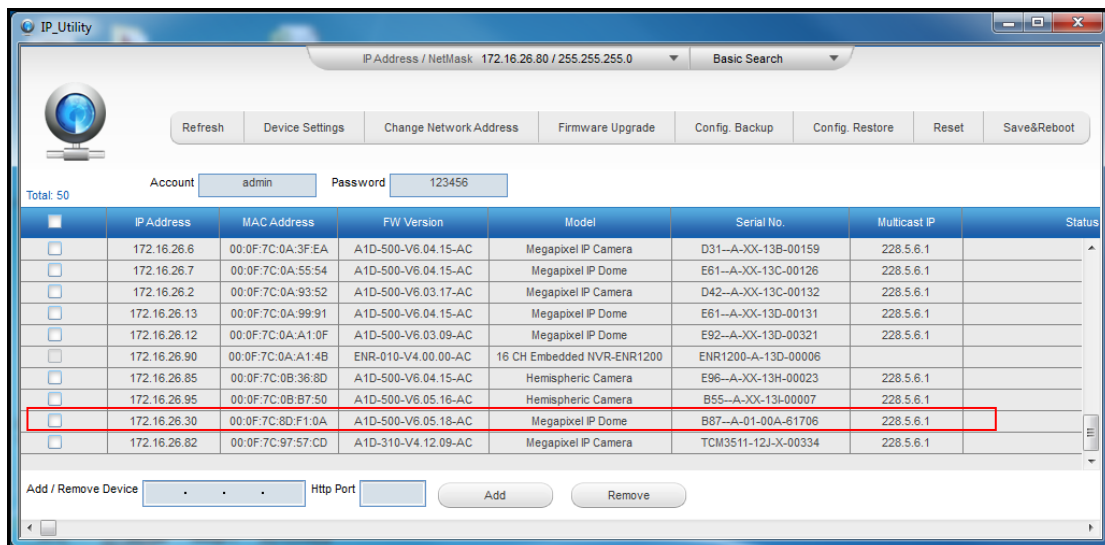 IP_Utility
IP Address / NetMask 172.16.26.80 / 255.255.255.0 Basic Search
Refresh Device Settings Change Network Address Firmware Upgrade Config. Backup Config. Restore Reset Save&Reboot
Account admin Password 123456
Total: 50
IP Address MAC Address FW Version Model Serial No. Multicast IP Status
172.16.26.6 00:0F:7C:0A:3F:EA A1D-500-V6.04.15-AC Megapixel IP Camera D31--A-XX-13B-00159 228.5.6.1
172.16.26.7 00:0F:7C:0A:55:54 A1D-500-V6.04.15-AC Megapixel IP Dome E61--A-XX-13C-00126 228.5.6.1
172.16.26.2 00:0F:7C:0A:93:52 A1D-500-V6.03.17-AC Megapixel IP Camera D42--A-XX-13C-00132 228.5.6.1
172.16.26.13 00:0F:7C:0A:99:91 A1D-500-V6.04.15-AC Megapixel IP Dome E61--A-XX-13D-00131 228.5.6.1
172.16.26.12 00:0F:7C:0A:A1:0F A1D-500-V6.03.09-AC Megapixel IP Dome E92--A-XX-13D-00321 228.5.6.1
172.16.26.90 00:0F:7C:0A:A1:4B ENR-010-V4.00.00-AC 16 CH Embedded NVR-ENR1200 ENR1200-A-13D-00006
172.16.26.85 00:0F:7C:0B:36:8D A1D-500-V6.04.15-AC Hemispheric Camera E96--A-XX-13H-00023 228.5.6.1
172.16.26.95 00:0F:7C:0B:B7:50 A1D-500-V6.05.16-AC Hemispheric Camera B55--A-XX-13I-00007 228.5.6.1
172.16.26.30 00:0F:7C:8D:F1:0A A1D-500-V6.05.18-AC Megapixel IP Dome B87--A-01-00A-61706 228.5.6.1
172.16.26.82 00:0F:7C:97:57:CD A1D-310-V4.12.09-AC Megapixel IP Camera TCM3511-12J-X-00334 228.5.6.1
Add / Remove Device . . . Http Port Add Remove